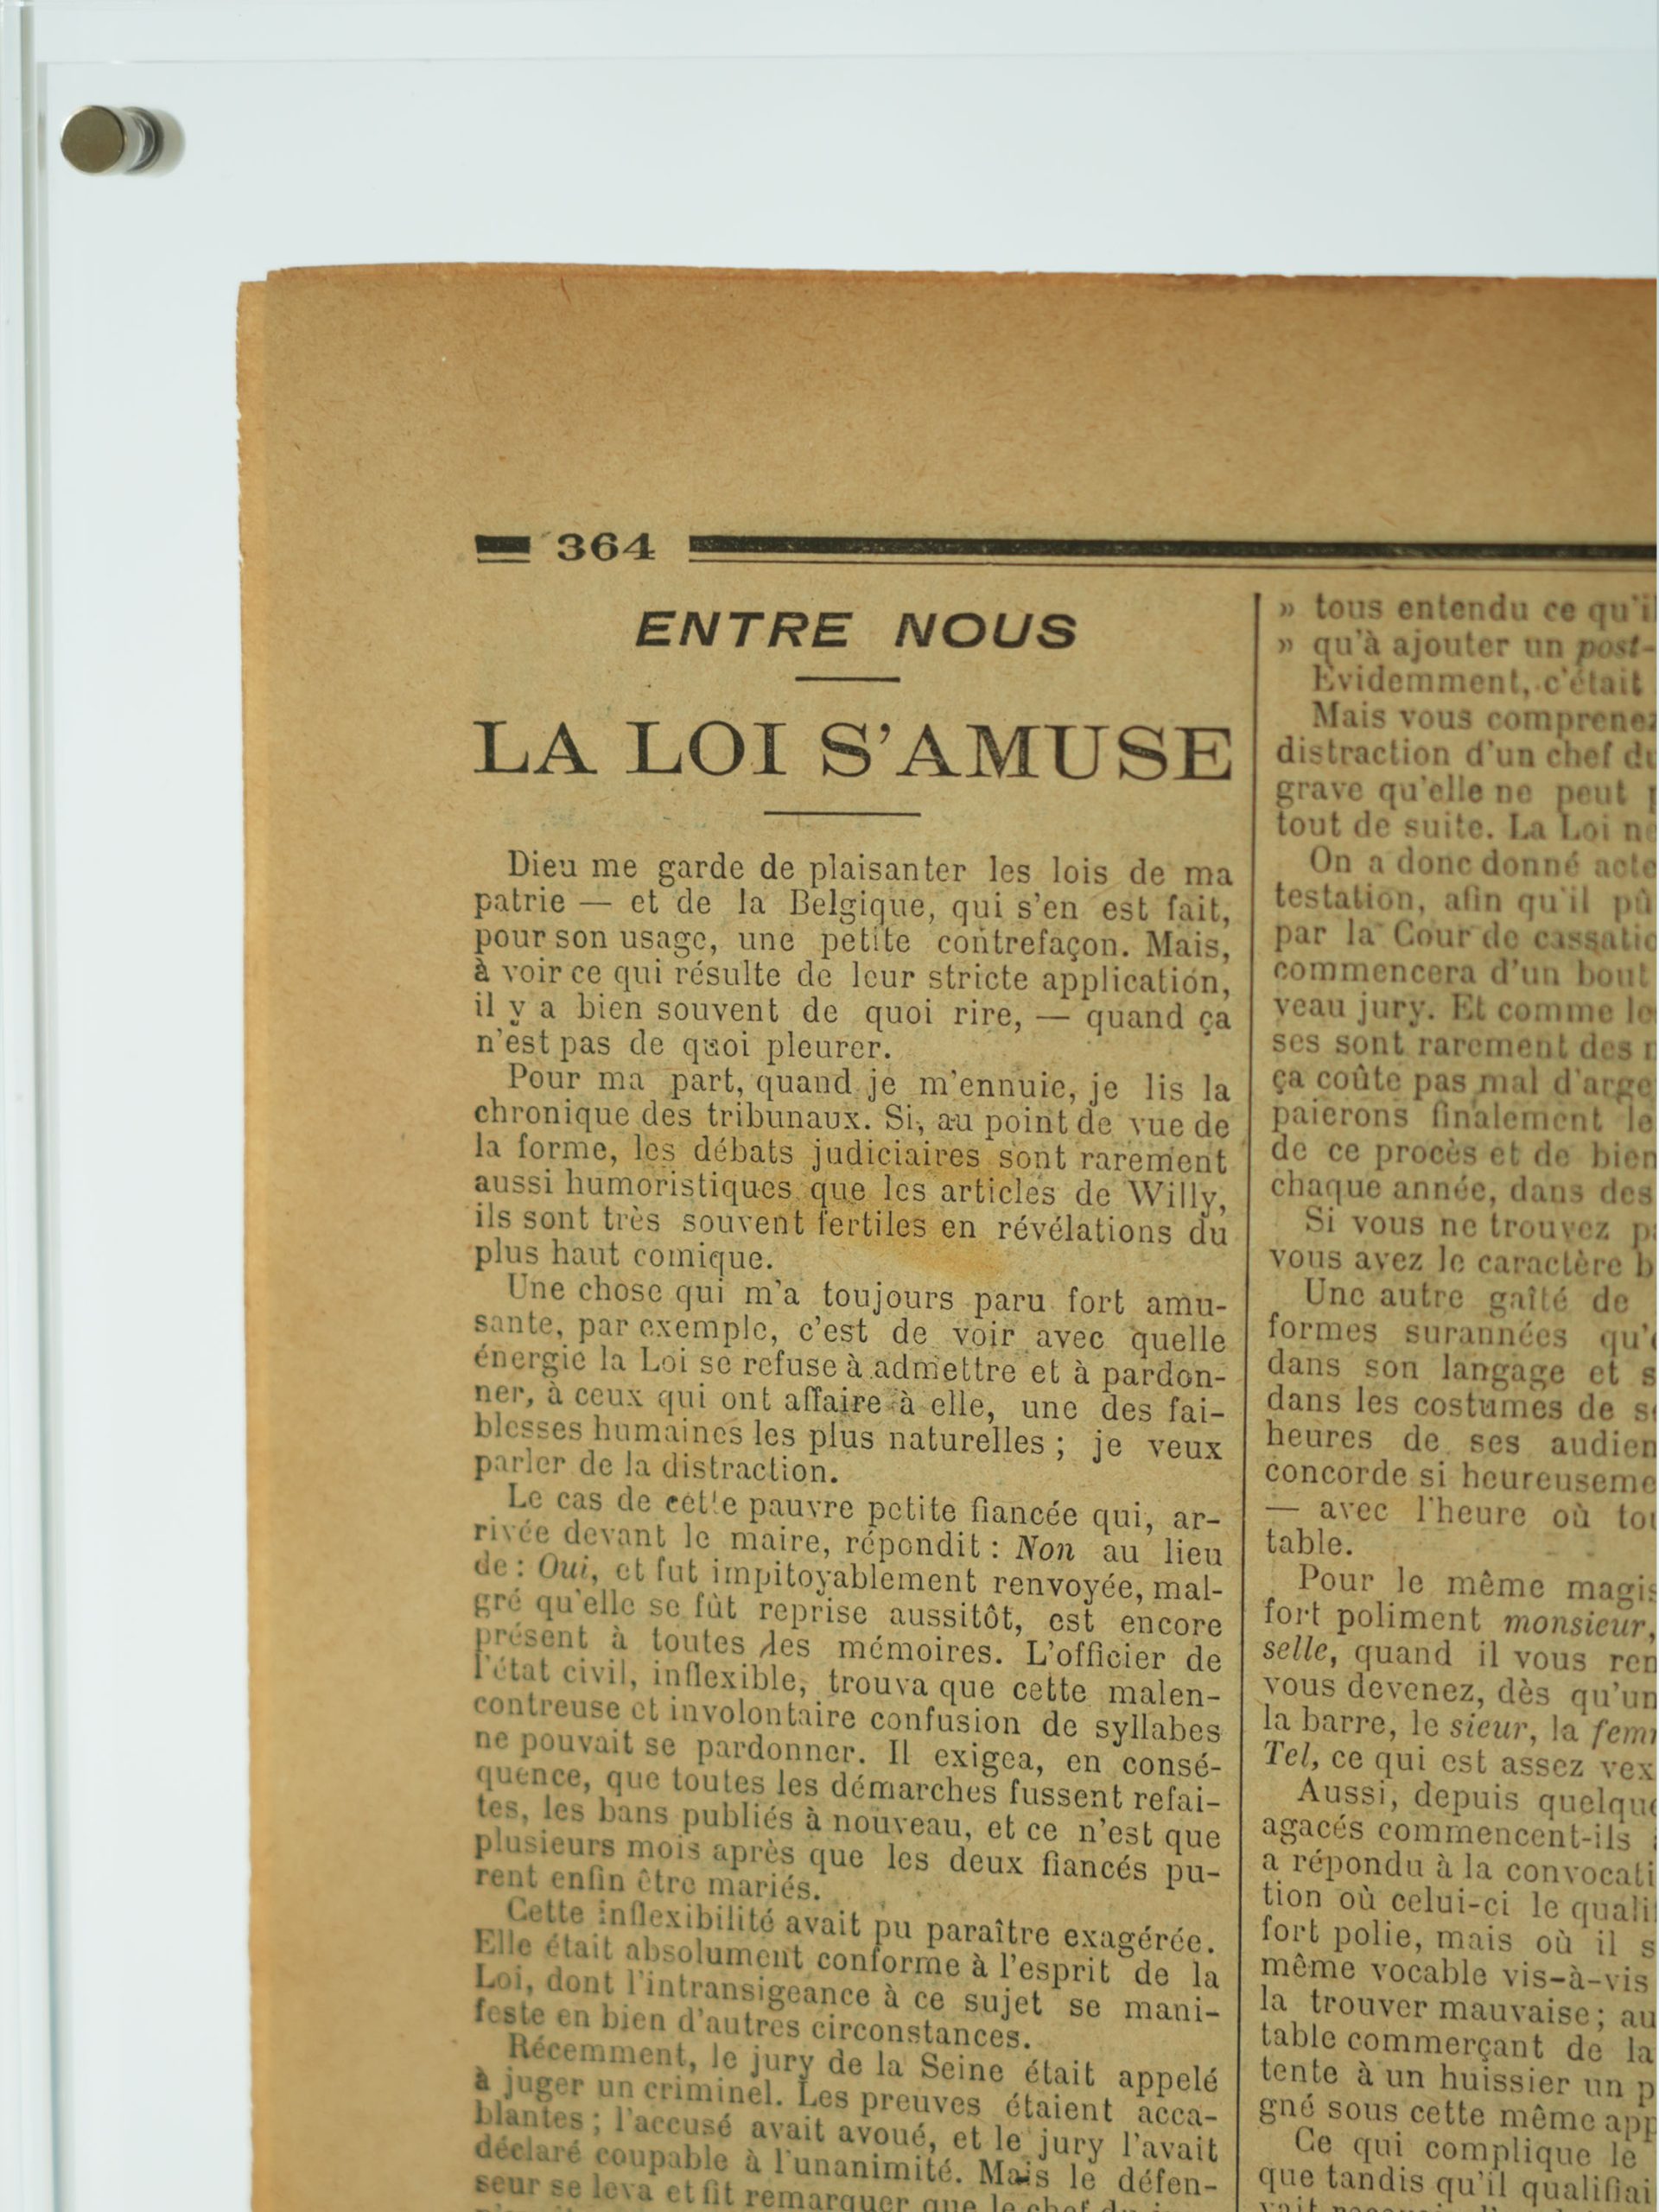 364
ENTRE NOUS
LA LOI S'AMUSE
Dieu me garde de plaisanter les lois de ma
patrie — et de la Belgique, qui s'en est fait,
pour son usage, une petite contrefaçon. Mais,
à voir ce qui résulte de leur stricte application,
il y a bien souvent de quoi rire, — quand ça
n'est pas de quoi pleurer.
Pour ma part, quand je m'ennuie, je lis la
chronique des tribunaux. Si, au point de vue de
la forme, les débats judiciaires sont rarement
aussi humoristiques que les articles de Willy,
ils sont très souvent fertiles en révélations du
plus haut comique.
Une chose qui m'a toujours paru fort amu-
sante, par exemple, c'est de voir avec quelle
énergie la Loi se refuse à admettre et à pardon-
ner, à ceux qui ont affaire à elle, une des fai-
blesses humaines les plus naturelles ; je veux
parler de la distraction.
Le cas de cette pauvre petite fiancée qui, ar-
rivée devant le maire, répondit : Non au lieu
de : Oui, et fut impitoyablement renvoyée, mal-
gré qu'elle se fût reprise aussitôt, est encore
présent à toutes les mémoires. L'officier de
l'état civil, inflexible, trouva que cette malen-
contreuse et involontaire confusion de syllabes
ne pouvait se pardonner. Il exigea, en consé-
quence, que toutes les démarches fussent refai-
tes, les bans publiés à nouveau, et ce n'est que
plusieurs mois après que les deux fiancés pu-
rent enfin être mariés.
Cette inflexibilité avait pu paraître exagérée.
Elle était absolument conforme à l'esprit de la
Loi, dont l'intransigeance à ce sujet se mani-
feste en bien d'autres circonstances.
Récemment, le jury de la Seine était appelé
à juger un criminel. Les preuves étaient acca-
blantes ; l'accusé avait avoué, et le jury l'avait
déclaré coupable à l'unanimité. Mais le défen-
seur se leva et fit remarquer que le chef du
» tous entendu ce qu'il
» qu'à ajouter un post-
Evidemment, c'était
Mais vous comprenez
distraction d'un chef du
grave qu'elle ne peut
tout de suite. La Loi ne
On a donc donné acte
testation, afin qu'il pû
par la Cour de cassatio
commencera d'un bout
veau jury. Et comme le
ses sont rarement des
ça coûte pas mal d'arge
paierons finalement le
de ce procès et de bien
chaque année, dans des
Si vous ne trouvez pa
vous avez le caractère b
Une autre gaîté de
formes surannées qu'
dans son langage et s
dans les costumes de s
heures de ses audien
concorde si heureuseme
— avec l'heure où tou
table.
Pour le même magis
fort poliment monsieur,
selle, quand il vous ren
vous devenez, dès qu'un
la barre, le sieur, la fem
Tel, ce qui est assez vex
Aussi, depuis quelque
agacés commencent-ils
a répondu à la convocati
tion où celui-ci le quali
fort polie, mais où il s
même vocable vis-à-vis
la trouver mauvaise ; au
table commerçant de la
tente à un huissier un p
gné sous cette même app
Ce qui complique le
que tandis qu'il qualifiai